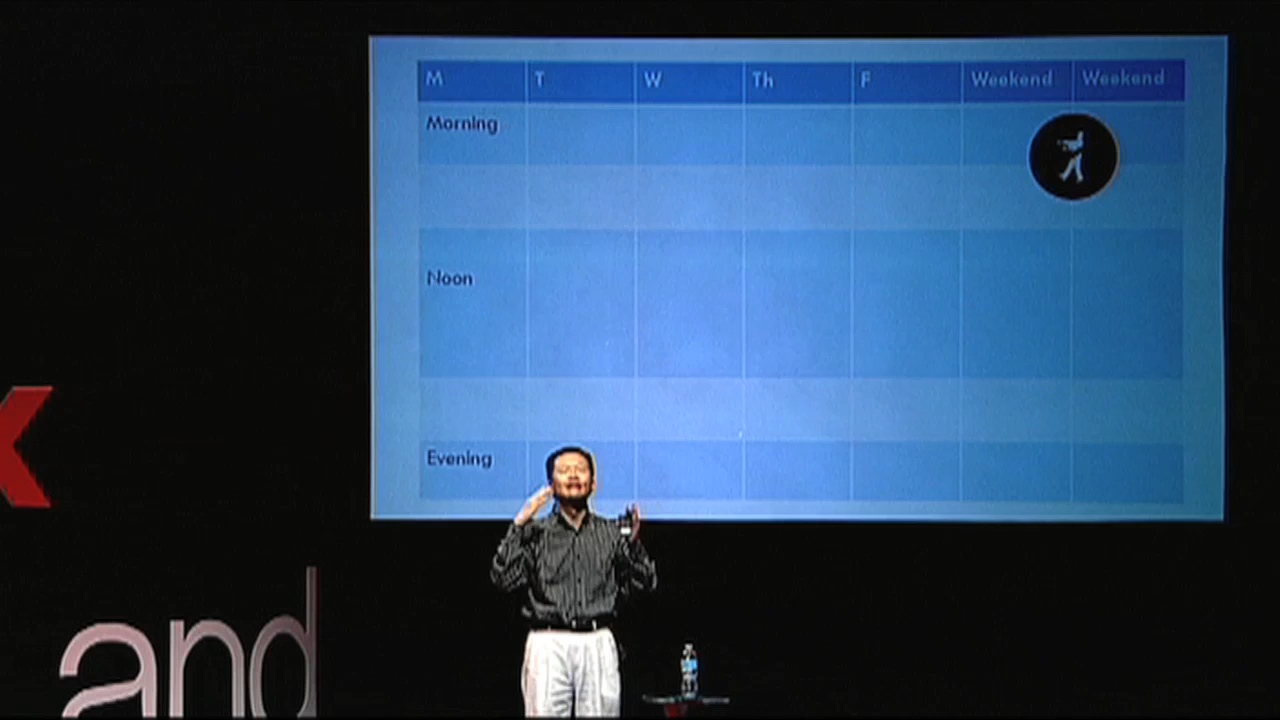 M T W Th F Weekend Weekend
Morning
Noon
Evening
X
and